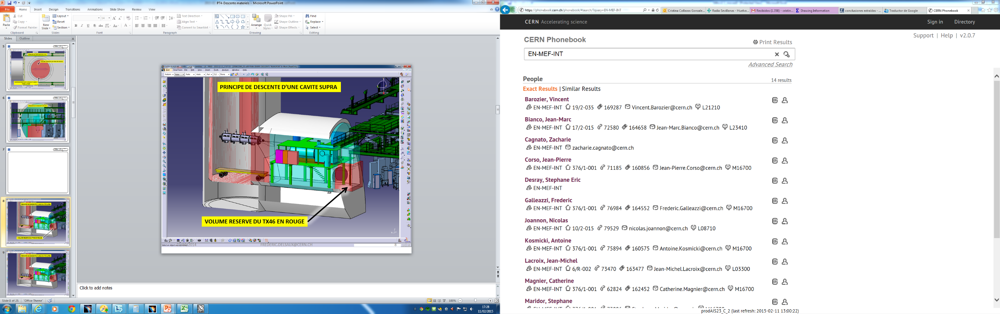 PT4-Descente materiels - Microsoft PowerPoint
File Home Insert Design Transitions Animations Slide Show Review View
Paste
Cut
Copy
Format Painter
Clipboard
New Slide
Layout
Reset
Section
Slides
14
Font
Paragraph
Text Direction
Align Text
Convert to SmartArt
Arrange
Quick Styles
Shape Fill
Shape Outline
Shape Effects
Drawing
Find
Replace
Select
Editing
Slides Outline
5
6
7
8
9
PRINCIPE DE DESCENTE D'UNE CAVITE SUPRA
VOLUME RESERVE DU TX46 EN ROUGE
FREDERIC.DELSAUX@CERN.CH
8
Click to add notes
Slide 8 of 25 "Office Theme"
100%
17:28
11/02/2015
https://phonebook.cern.ch/phonebook/#search/?query=EN-MEF-INT
Cristina Collazos Gonzale...
Radio Sevillanas - Huelva...
Recibidos (1.358) - cristin...
Drawing Information
conclusiones extraídas - ...
Traductor de Google
CERN Phonebook
CERN Accelerating science
Sign in Directory
Support | Help | v2.0.7
CERN Phonebook
Print Results
EN-MEF-INT
Advanced Search
People
14 results
Exact Results | Similar Results
Barozier, Vincent
EN-MEF-INT 19/2-035 169287 Vincent.Barozier@cern.ch L21210
Bianco, Jean-Marc
EN-MEF-INT 17/2-015 72580 164658 Jean-Marc.Bianco@cern.ch L23410
Cagnato, Zacharie
EN-MEF-INT zacharie.cagnato@cern.ch
Corso, Jean-Pierre
EN-MEF-INT 376/1-001 71185 160856 Jean-Pierre.Corso@cern.ch M16700
Desray, Stephane Eric
EN-MEF-INT
Galleazzi, Frederic
EN-MEF-INT 376/1-001 76984 164552 Frederic.Galleazzi@cern.ch M16700
Joannon, Nicolas
EN-MEF-INT 10/2-015 79529 nicolas.joannon@cern.ch L08710
Kosmicki, Antoine
EN-MEF-INT 376/1-001 75894 160575 Antoine.Kosmicki@cern.ch M16700
Lacroix, Jean-Michel
EN-MEF-INT 6/R-002 73470 163477 Jean-Michel.Lacroix@cern.ch L03300
Magnier, Catherine
EN-MEF-INT 376/1-001 62824 162452 Catherine.Magnier@cern.ch M16700
Maridor, Stephane
prodAIS23_C_2 (last refresh: 2015-02-11 13:00:22)